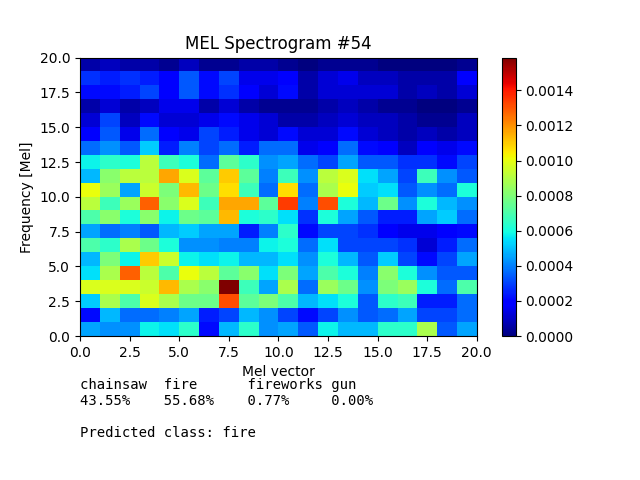 MEL Spectrogram #54
Frequency [Mel]
20.0
17.5
15.0
12.5
10.0
7.5
5.0
2.5
0.0
0.0 2.5 5.0 7.5 10.0 12.5 15.0 17.5 20.0
Mel vector
0.0014
0.0012
0.0010
0.0008
0.0006
0.0004
0.0002
0.0000
chainsaw fire fireworks gun
43.55% 55.68% 0.77% 0.00%
Predicted class: fire